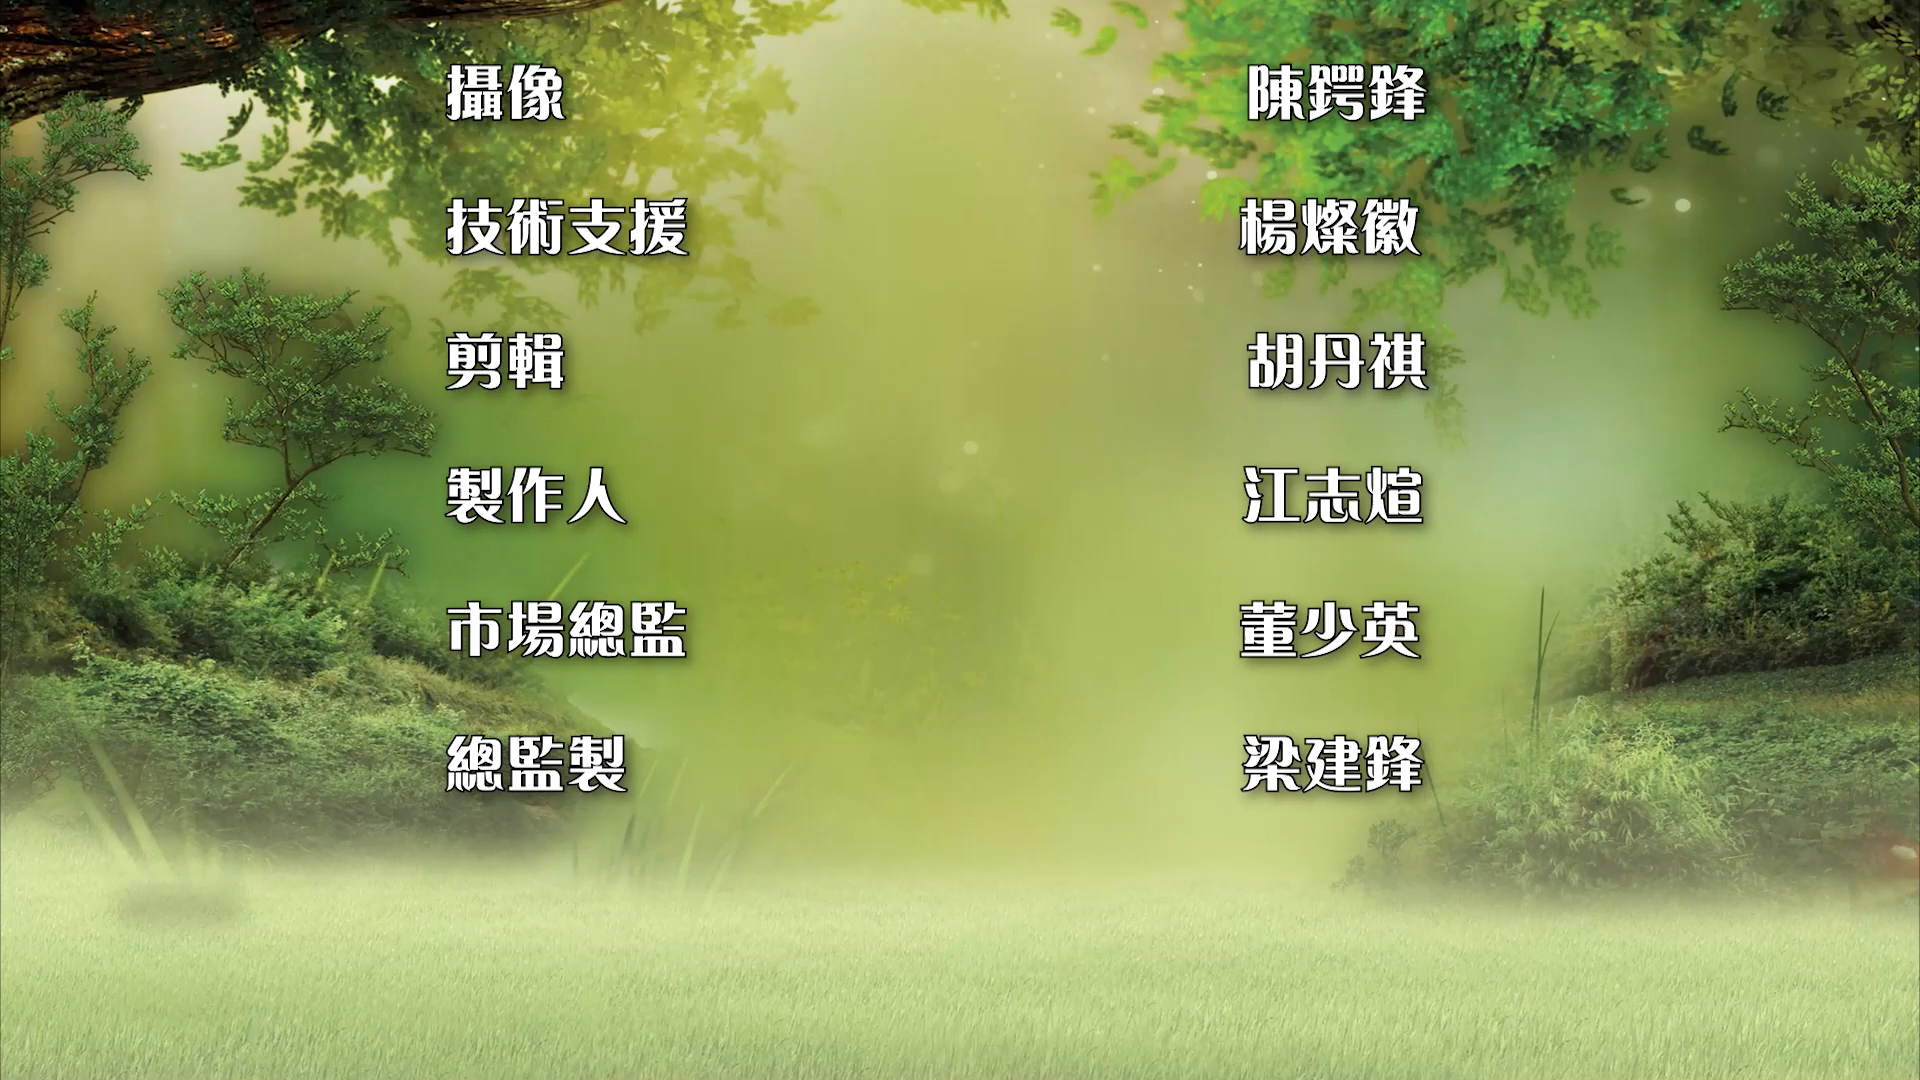 攝像 陳鍔鋒
技術支援 楊燦徽
剪輯 胡丹祺
製作人 江志煊
市場總監 董少英
總監製 梁建鋒